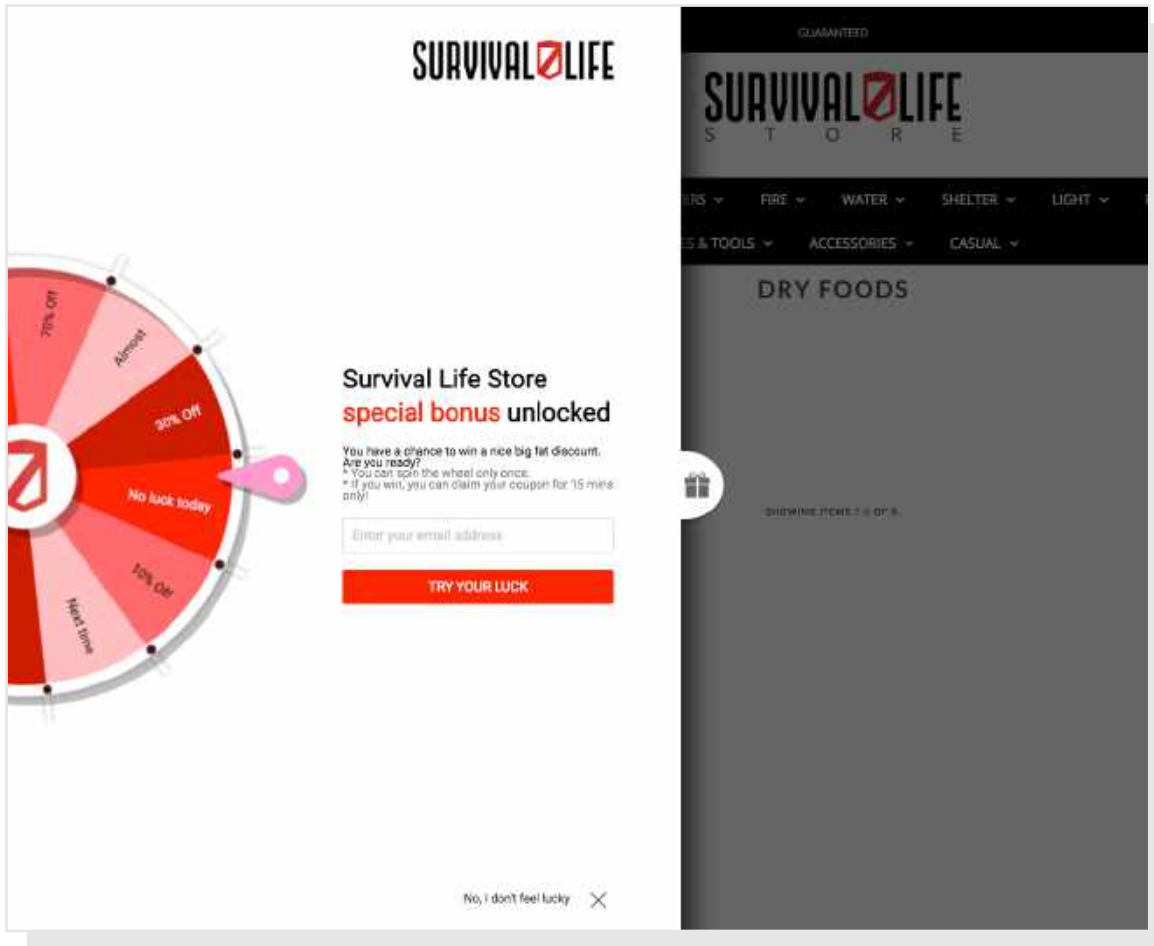 SURVIVAL LIFE
70% Off
Almost
30% Off
No luck today
10% Off
Next time
Survival Life Store
special bonus unlocked
You have a chance to win a nice big fat discount.
Are you ready?
* You can spin the wheel only once.
* If you win, you can claim your coupon for 15 mins
only!
Enter your email address
TRY YOUR LUCK
No, I don't feel lucky
GUARANTEED
SURVIVAL LIFE
STORE
FIRE WATER SHELTER LIGHT
& TOOLS ACCESSORIES CASUAL
DRY FOODS
SHOWING ITEMS OF